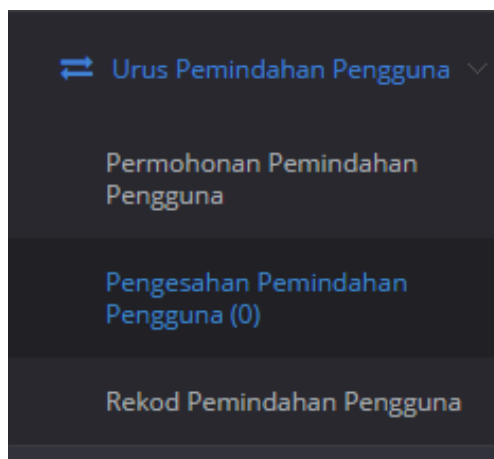 Urus Pemindahan Pengguna
Permohonan Pemindahan
Pengguna
Pengesahan Pemindahan
Pengguna (0)
Rekod Pemindahan Pengguna